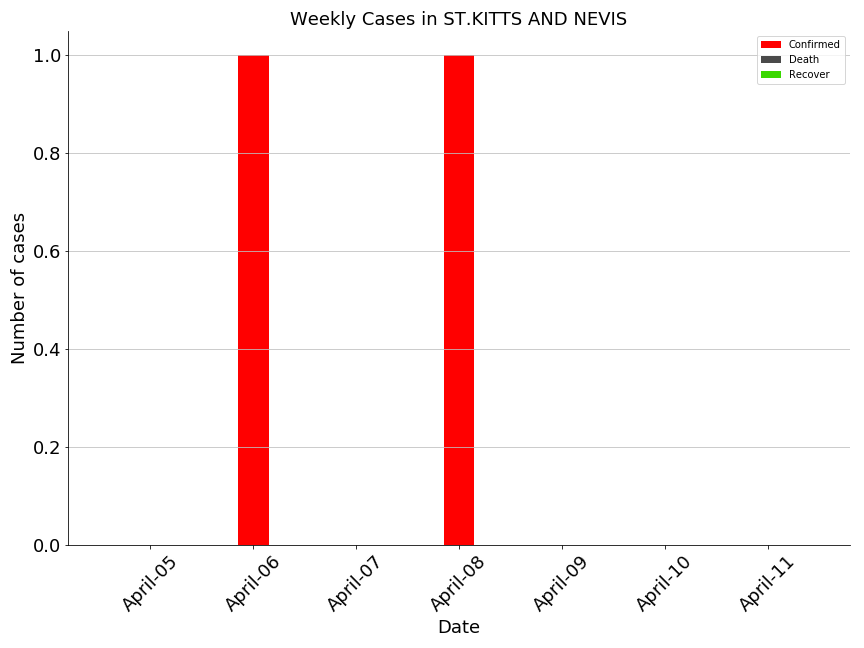 Weekly Cases in ST.KITTS AND NEVIS
Confirmed
Death
Recover
Number of cases
1.0
0.8
0.6
0.4
0.2
0.0
April-05
April-06
April-07
April-08
April-09
April-10
April-11
Date